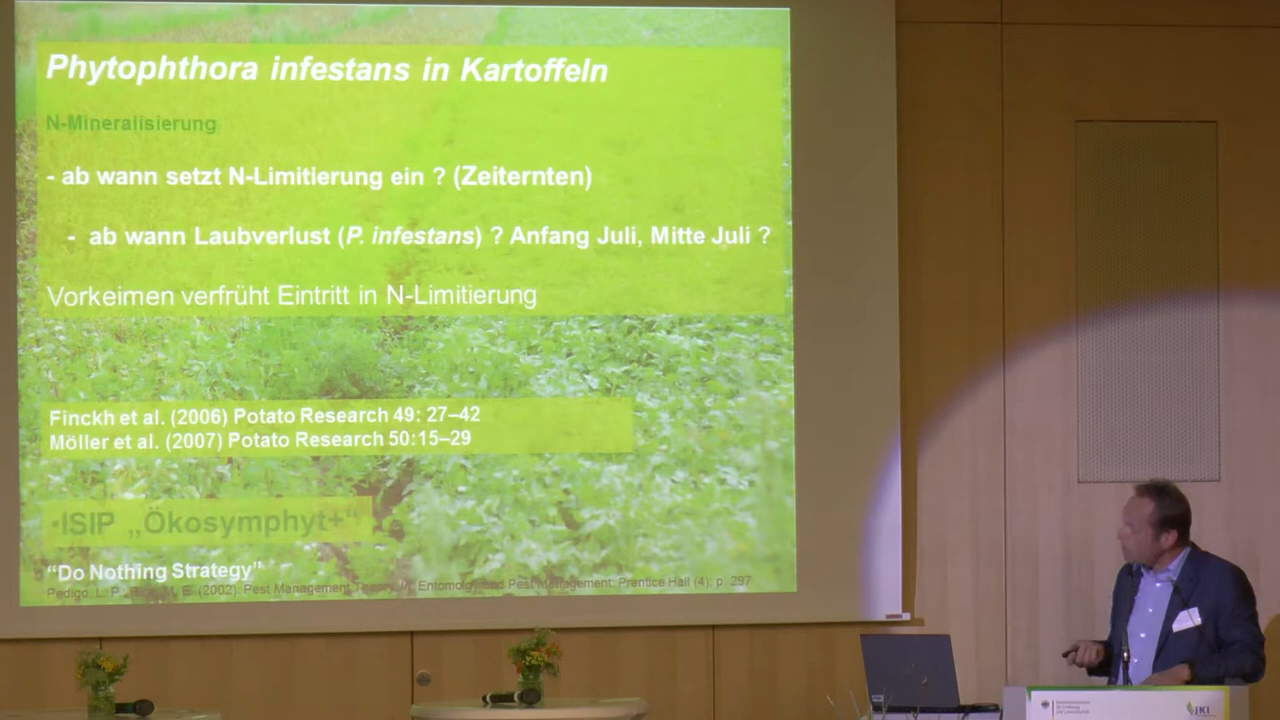 Phytophthora infestans in Kartoffeln
N-Mineralisierung
- ab wann setzt N-Limitierung ein ? (Zeiternten)
- ab wann Laubverlust (P. infestans) ? Anfang Juli, Mitte Juli ?
Vorkeimen verfrüht Eintritt in N-Limitierung
Finckh et al. (2006) Potato Research 49: 27–42
Möller et al. (2007) Potato Research 50:15–29
•ISIP „Ökosymphyt+“
“Do Nothing Strategy”
Pedigo, L. P., M. E. (2002): Pest Management Entomology and Pest Management. Prentice Hall (4); p. 297
JKI